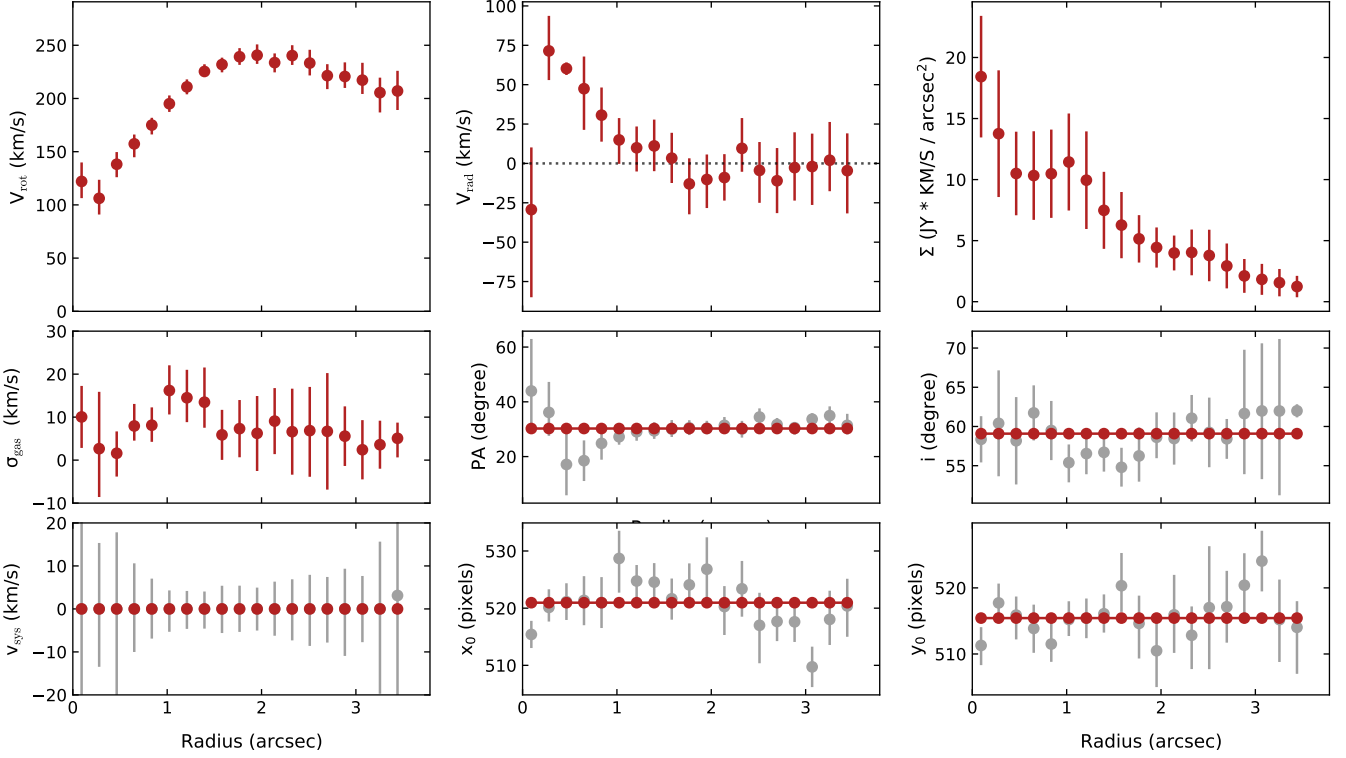 V_rot (km/s)
250
200
150
100
50
0
V_rad (km/s)
100
75
50
25
0
−25
−50
−75
Σ (JY * KM/S / arcsec²)
20
15
10
5
0
σ_gas (km/s)
30
20
10
0
−10
PA (degree)
60
40
20
i (degree)
70
65
60
55
v_sys (km/s)
20
10
0
−10
−20
0 1 2 3
Radius (arcsec)
x₀ (pixels)
530
520
510
0 1 2 3
y₀ (pixels)
520
510
0 1 2 3
Radius (arcsec)